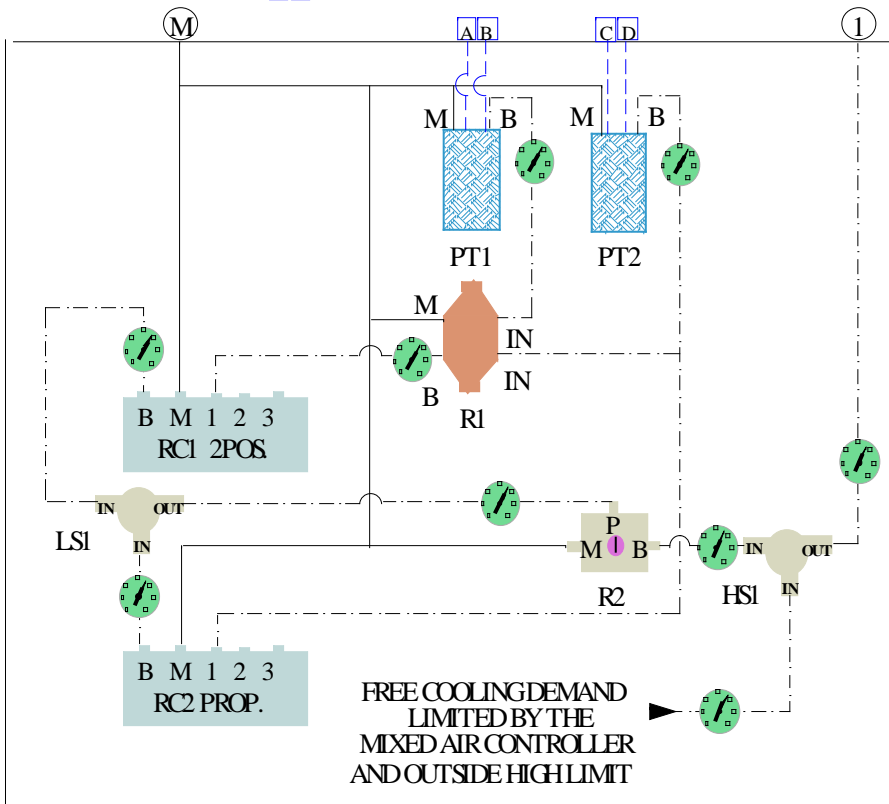 M
A B
C D
1
M B
M B
PT1
PT2
M
IN
IN
B
R1
B M 1 2 3
RC1 2POS.
IN OUT
IN
LS1
P
M B
R2
IN OUT
IN
HS1
B M 1 2 3
RC2 PROP.
FREE COOLING DEMAND
LIMITED BY THE
MIXED AIR CONTROLLER
AND OUTSIDE HIGH LIMIT